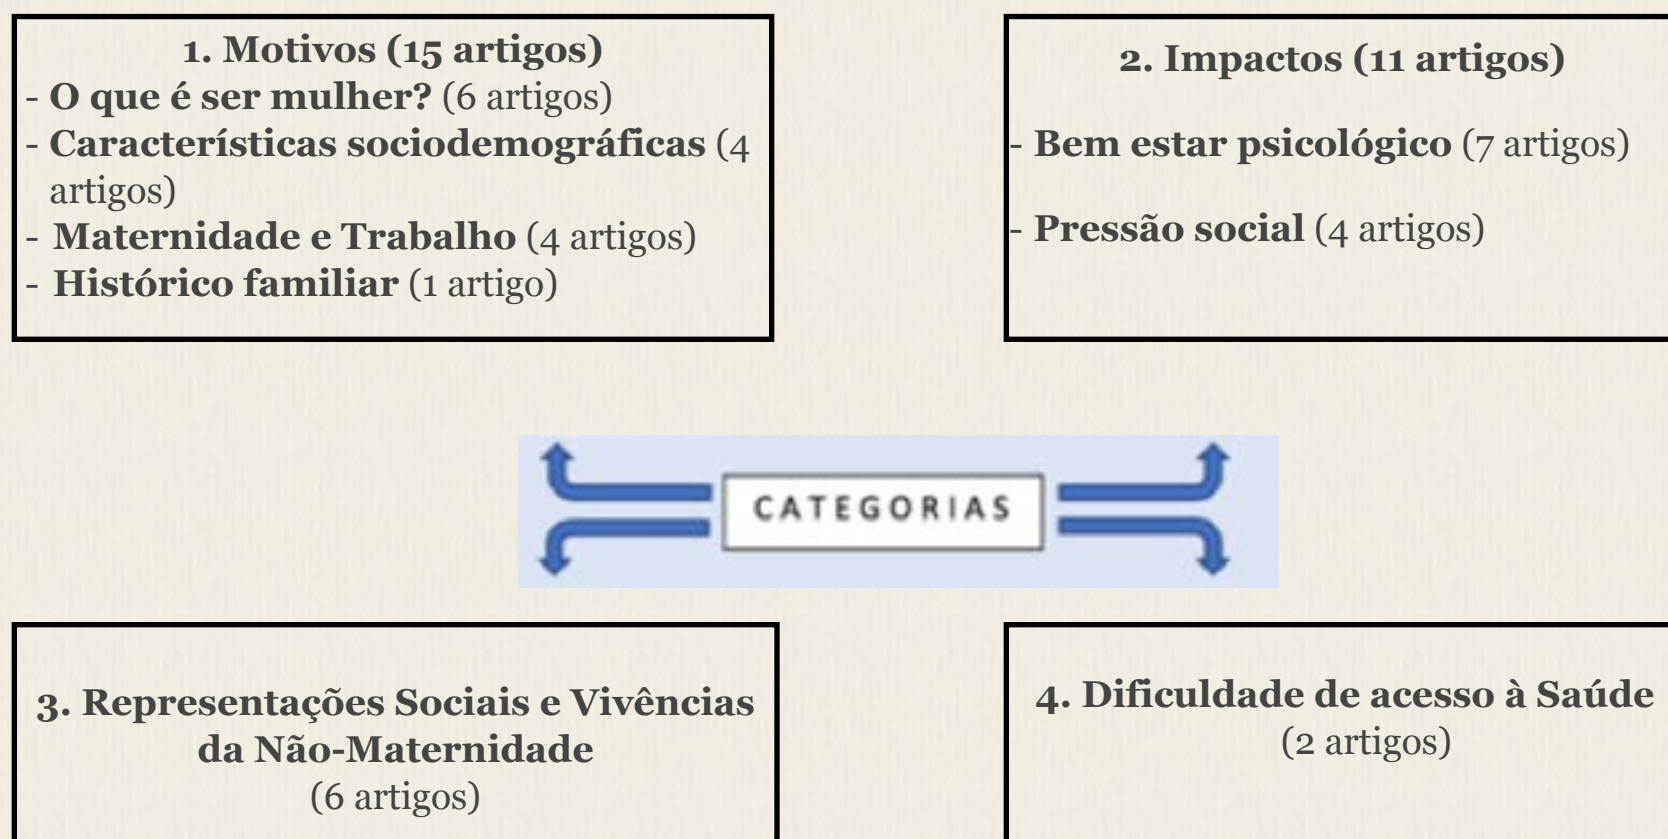 1. Motivos (15 artigos)
- O que é ser mulher? (6 artigos)
- Características sociodemográficas (4
artigos)
- Maternidade e Trabalho (4 artigos)
- Histórico familiar (1 artigo)
2. Impactos (11 artigos)
- Bem estar psicológico (7 artigos)
- Pressão social (4 artigos)
CATEGORIAS
3. Representações Sociais e Vivências
da Não-Maternidade
(6 artigos)
4. Dificuldade de acesso à Saúde
(2 artigos)